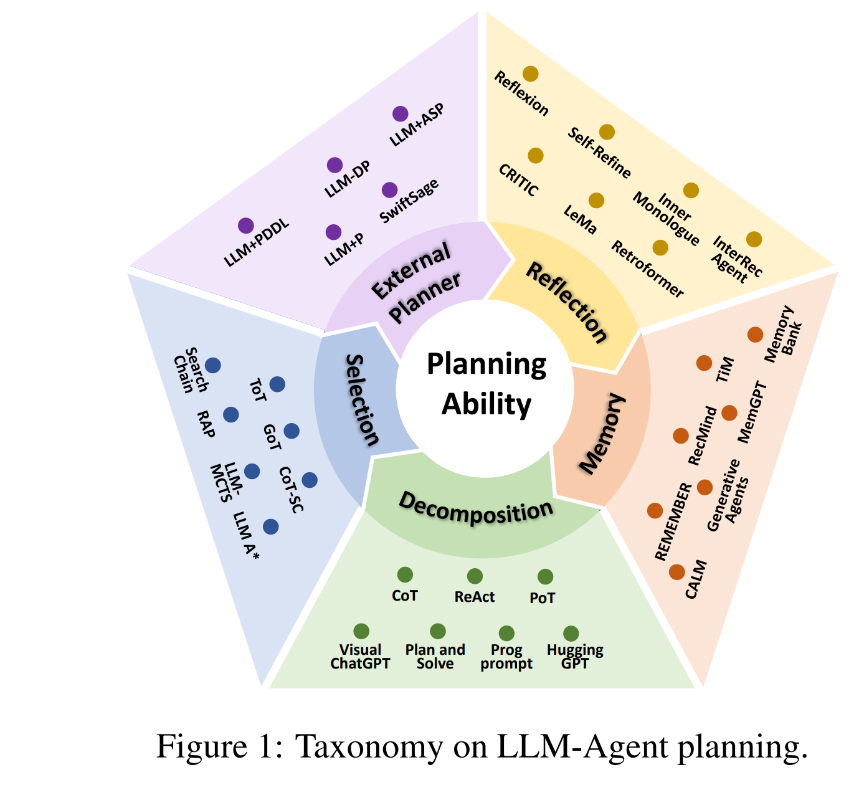 Planning
Ability
External
Planner
LLM+ASP
LLM-DP
SwiftSage
LLM+PDDL
LLM+P
Reflection
Reflexion
Self-Refine
CRITIC
Inner
Monologue
LeMa
InterRec
Agent
Retroformer
Memory
Memory
Bank
TiM
MemGPT
RecMind
Generative
Agents
REMEMBER
CALM
Decomposition
CoT
ReAct
PoT
Visual
ChatGPT
Plan and
Solve
Prog
prompt
Hugging
GPT
Selection
Search
Chain
ToT
RAP
GoT
LLM-
MCTS
CoT-SC
LLM A*
Figure 1: Taxonomy on LLM-Agent planning.